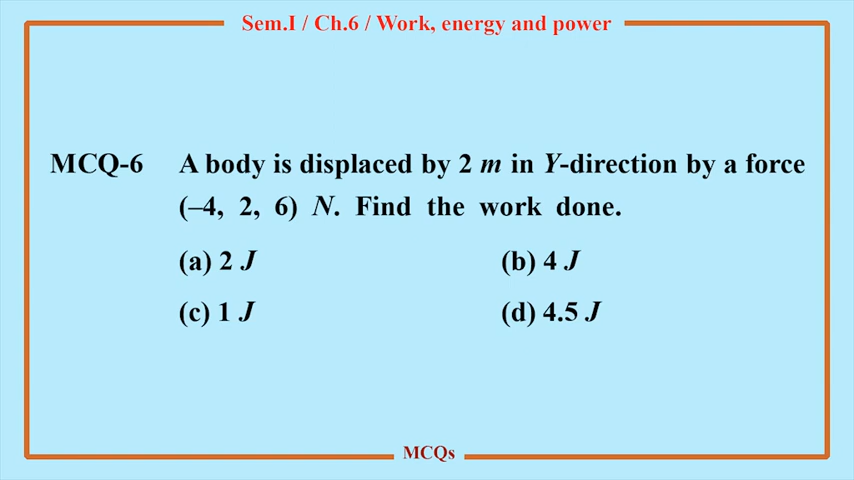 Sem.I / Ch.6 / Work, energy and power
MCQ-6 A body is displaced by 2 m in Y-direction by a force
(–4, 2, 6) N. Find the work done.
(a) 2 J (b) 4 J
(c) 1 J (d) 4.5 J
MCQs